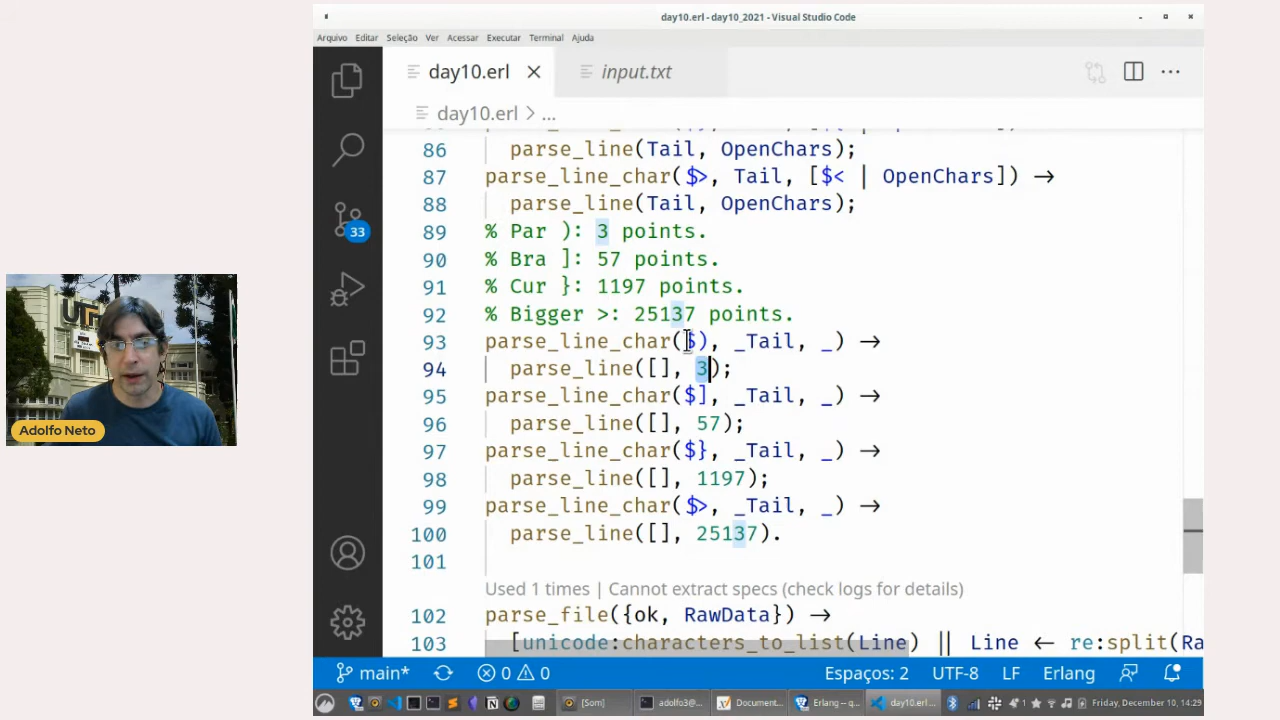 day10.erl - day10_2021 - Visual Studio Code
Arquivo Editar Seleção Ver Acessar Executar Terminal Ajuda
day10.erl
input.txt
day10.erl > ...
86 parse_line(Tail, OpenChars);
87 parse_line_char($>, Tail, [$< | OpenChars]) →
88 parse_line(Tail, OpenChars);
89 % Par ): 3 points.
90 % Bra ]: 57 points.
91 % Cur }: 1197 points.
92 % Bigger >: 25137 points.
93 parse_line_char($), _Tail, _) →
94 parse_line([], 3);
95 parse_line_char($], _Tail, _) →
96 parse_line([], 57);
97 parse_line_char($}, _Tail, _) →
98 parse_line([], 1197);
99 parse_line_char($>, _Tail, _) →
100 parse_line([], 25137).
101
Used 1 times | Cannot extract specs (check logs for details)
102 parse_file({ok, RawData}) →
103 [unicode:characters_to_list(Line) || Line ← re:split(Ra
33
Adolfo Neto
main* 0 0 Espaços: 2 UTF-8 LF Erlang
[Som] adolfo3@... Document... Erlang -- q... day10.erl... 1 Friday, December 10, 14:29